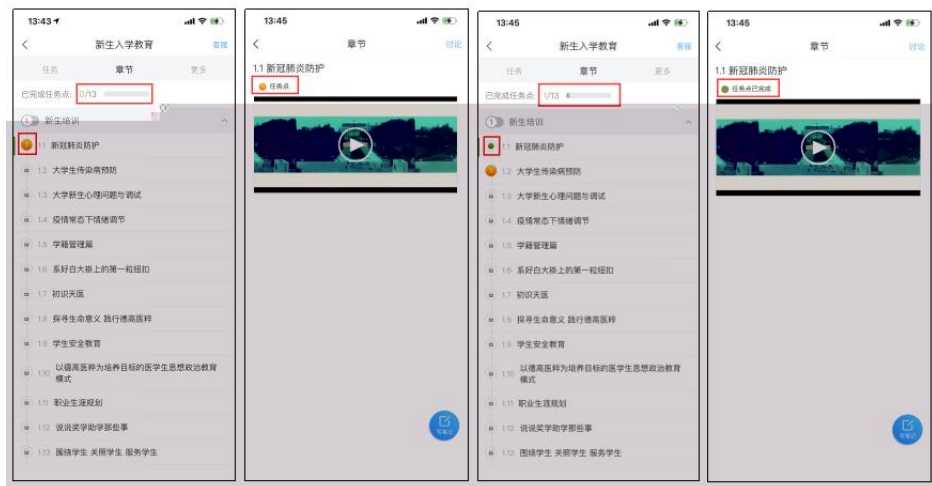 13:43
新生入学教育
客服
任务
章节
更多
已完成任务点: 0/13
1 新生培训
1.1 新冠肺炎防护
1.2 大学生传染病预防
1.3 大学新生心理问题与调试
1.4 疫情常态下情绪调节
1.5 学籍管理篇
1.6 系好白大褂上的第一粒纽扣
1.7 初识天医
1.8 探寻生命意义 践行德高医粹
1.9 学生安全教育
1.10 以德高医粹为培养目标的医学生思想政治教育
模式
1.11 职业生涯规划
1.12 说说奖学助学那些事
1.13 围绕学生 关照学生 服务学生
13:45
章节
讨论
1.1 新冠肺炎防护
任务点
写笔记
13:45
新生入学教育
客服
任务
章节
更多
已完成任务点: 1/13
1 新生培训
1.1 新冠肺炎防护
1.2 大学生传染病预防
1.3 大学新生心理问题与调试
1.4 疫情常态下情绪调节
1.5 学籍管理篇
1.6 系好白大褂上的第一粒纽扣
1.7 初识天医
1.8 探寻生命意义 践行德高医粹
1.9 学生安全教育
1.10 以德高医粹为培养目标的医学生思想政治教育
模式
1.11 职业生涯规划
1.12 说说奖学助学那些事
1.13 围绕学生 关照学生 服务学生
13:45
章节
讨论
1.1 新冠肺炎防护
任务点已完成
写笔记